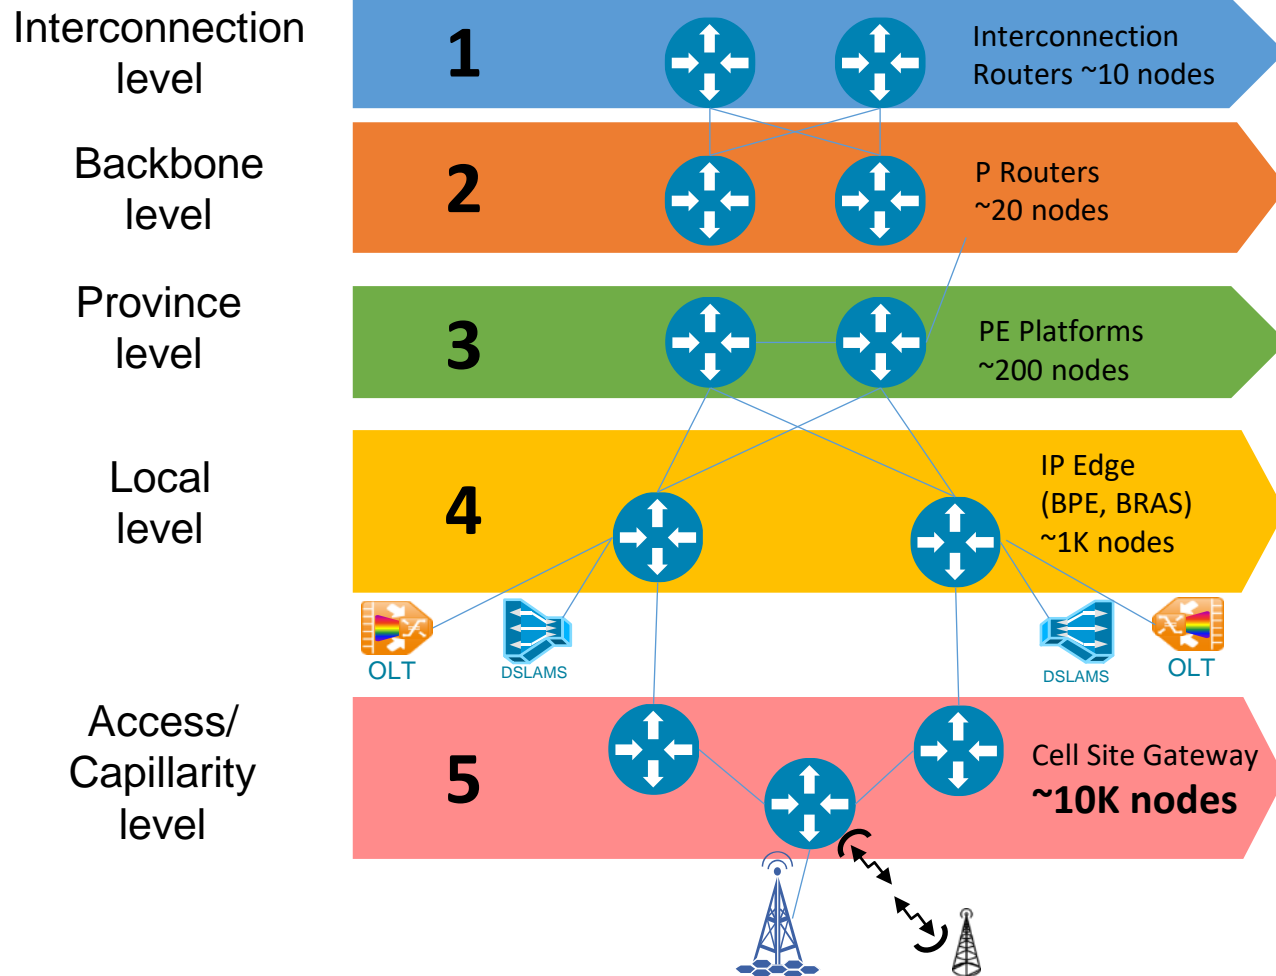 Interconnection
level
1
Interconnection
Routers ~10 nodes
Backbone
level
2
P Routers
~20 nodes
Province
level
3
PE Platforms
~200 nodes
Local
level
4
IP Edge
(BPE, BRAS)
~1K nodes
OLT
DSLAMS
DSLAMS
OLT
Access/
Capillarity
level
5
Cell Site Gateway
~10K nodes